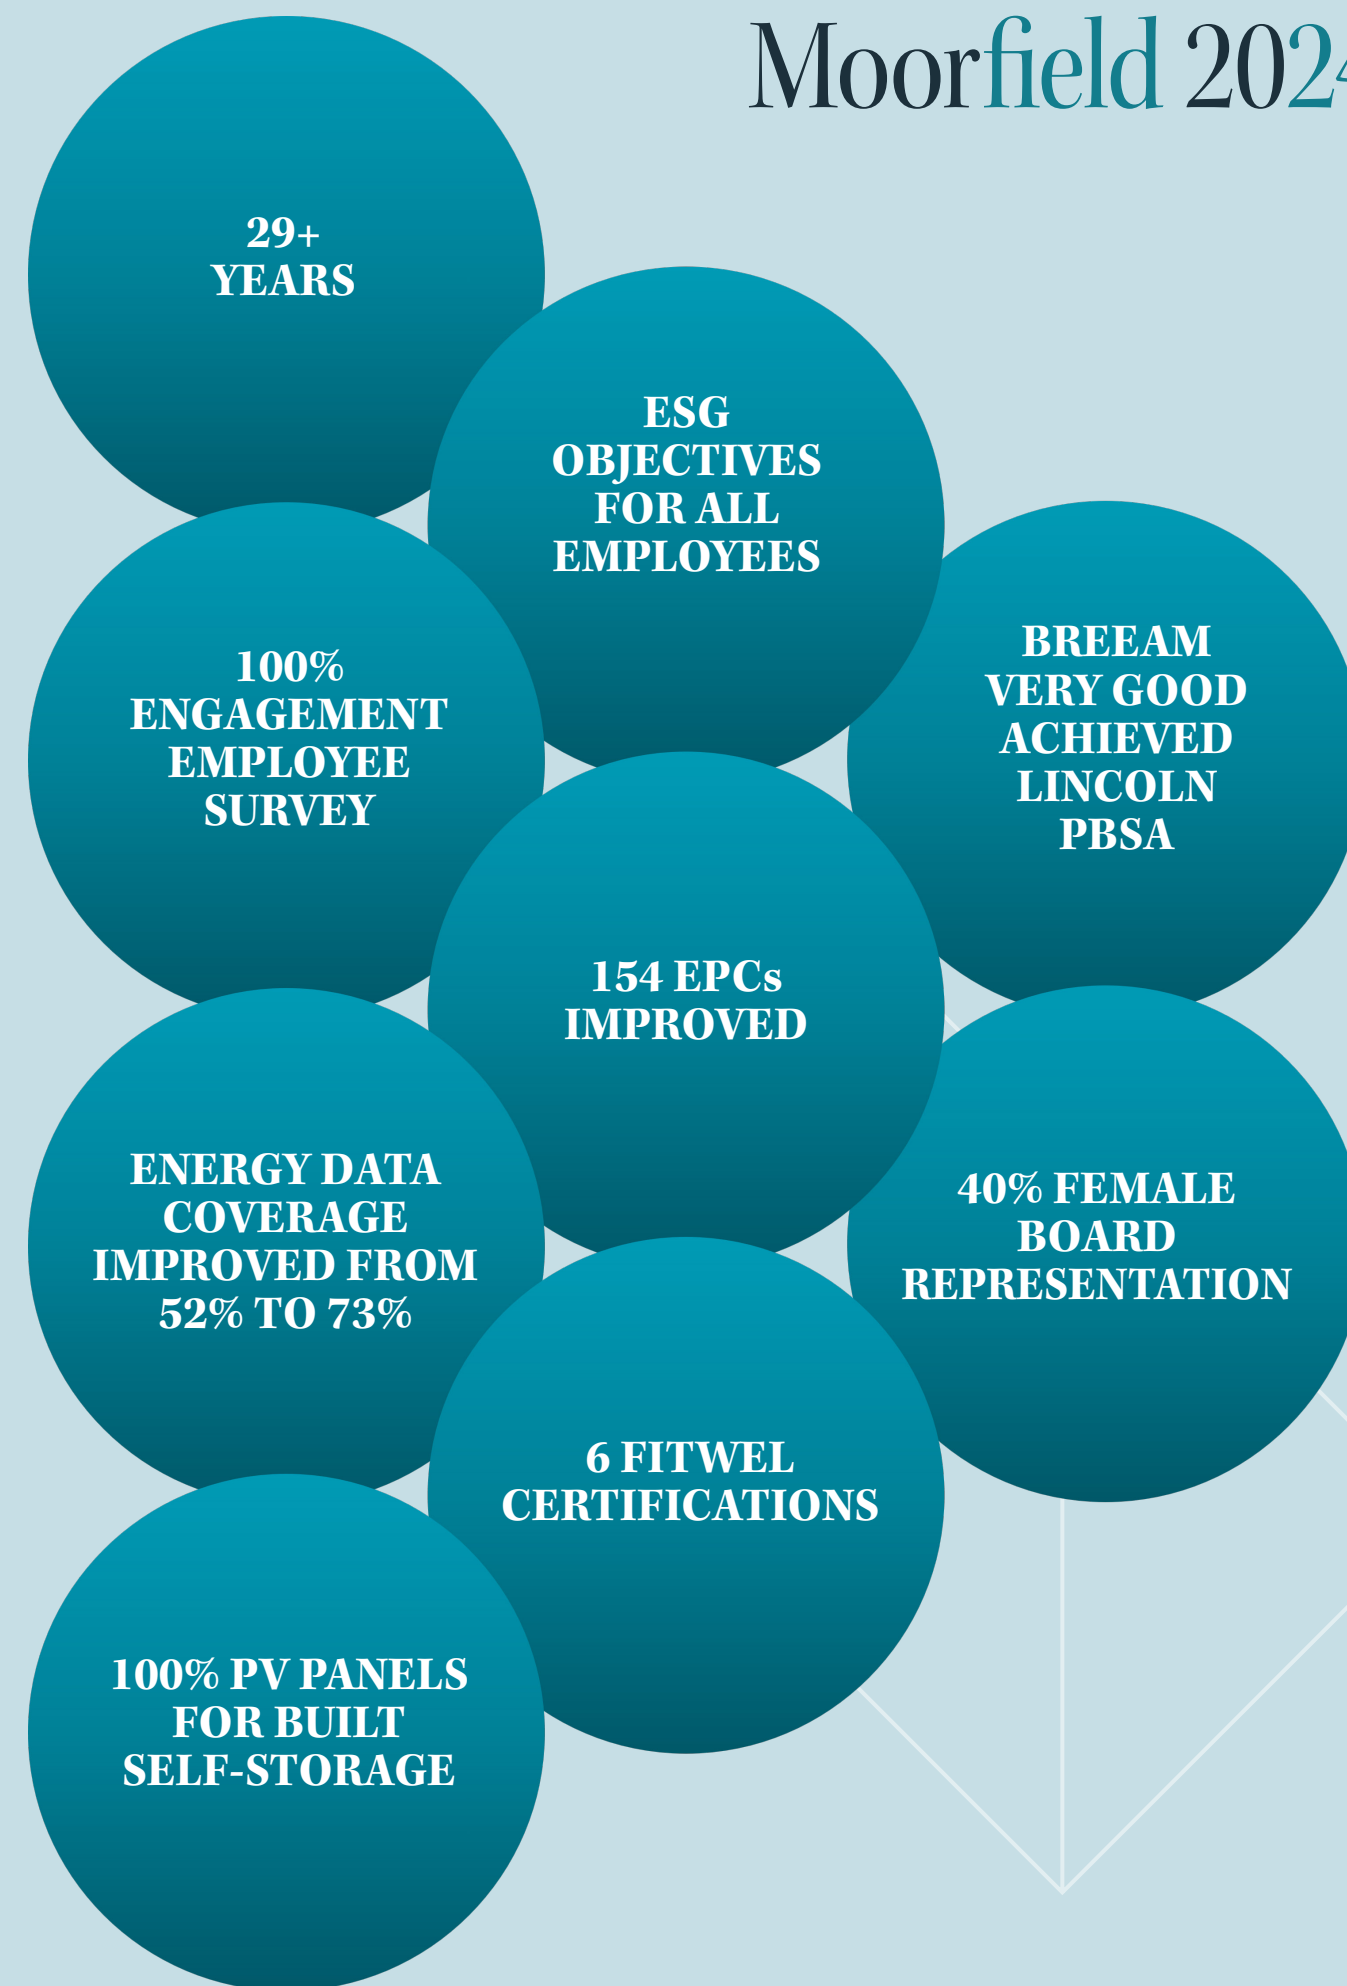 Moorfield 2024
29+
YEARS
ESG
OBJECTIVES
FOR ALL
EMPLOYEES
100%
ENGAGEMENT
EMPLOYEE
SURVEY
BREEAM
VERY GOOD
ACHIEVED
LINCOLN
PBSA
154 EPCs
IMPROVED
ENERGY DATA
COVERAGE
IMPROVED FROM
52% TO 73%
40% FEMALE
BOARD
REPRESENTATION
6 FITWEL
CERTIFICATIONS
100% PV PANELS
FOR BUILT
SELF-STORAGE